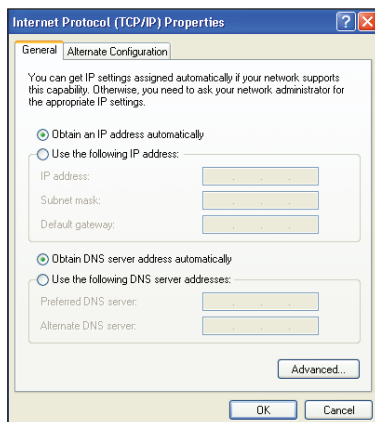 Internet Protocol (TCP/IP) Properties
General
Alternate Configuration
You can get IP settings assigned automatically if your network supports
this capability. Otherwise, you need to ask your network administrator for
the appropriate IP settings.
Obtain an IP address automatically
Use the following IP address:
IP address:
Subnet mask:
Default gateway:
Obtain DNS server address automatically
Use the following DNS server addresses:
Preferred DNS server:
Alternate DNS server:
Advanced...
OK
Cancel